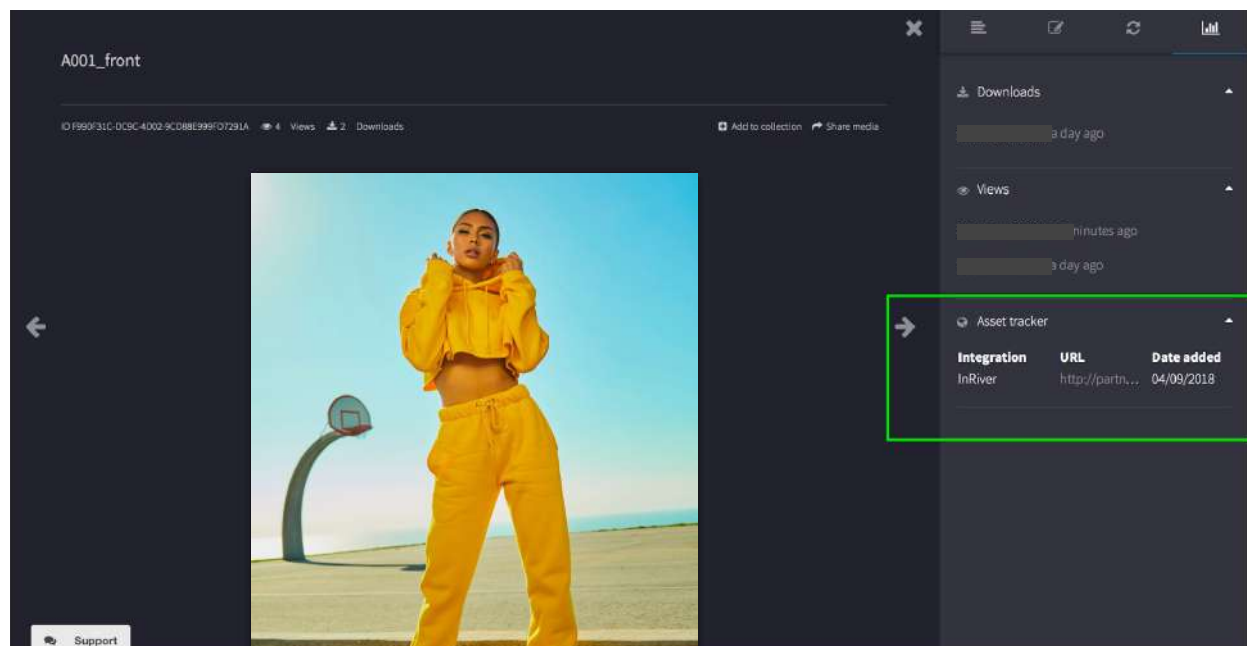 A001_front
ID F990F31C-DC9C-4002-9CD88E999FD7291A 4 Views 2 Downloads
Add to collection Share media
Support
Downloads
a day ago
Views
minutes ago
a day ago
Asset tracker
Integration URL Date added
InRiver http://partn... 04/09/2018